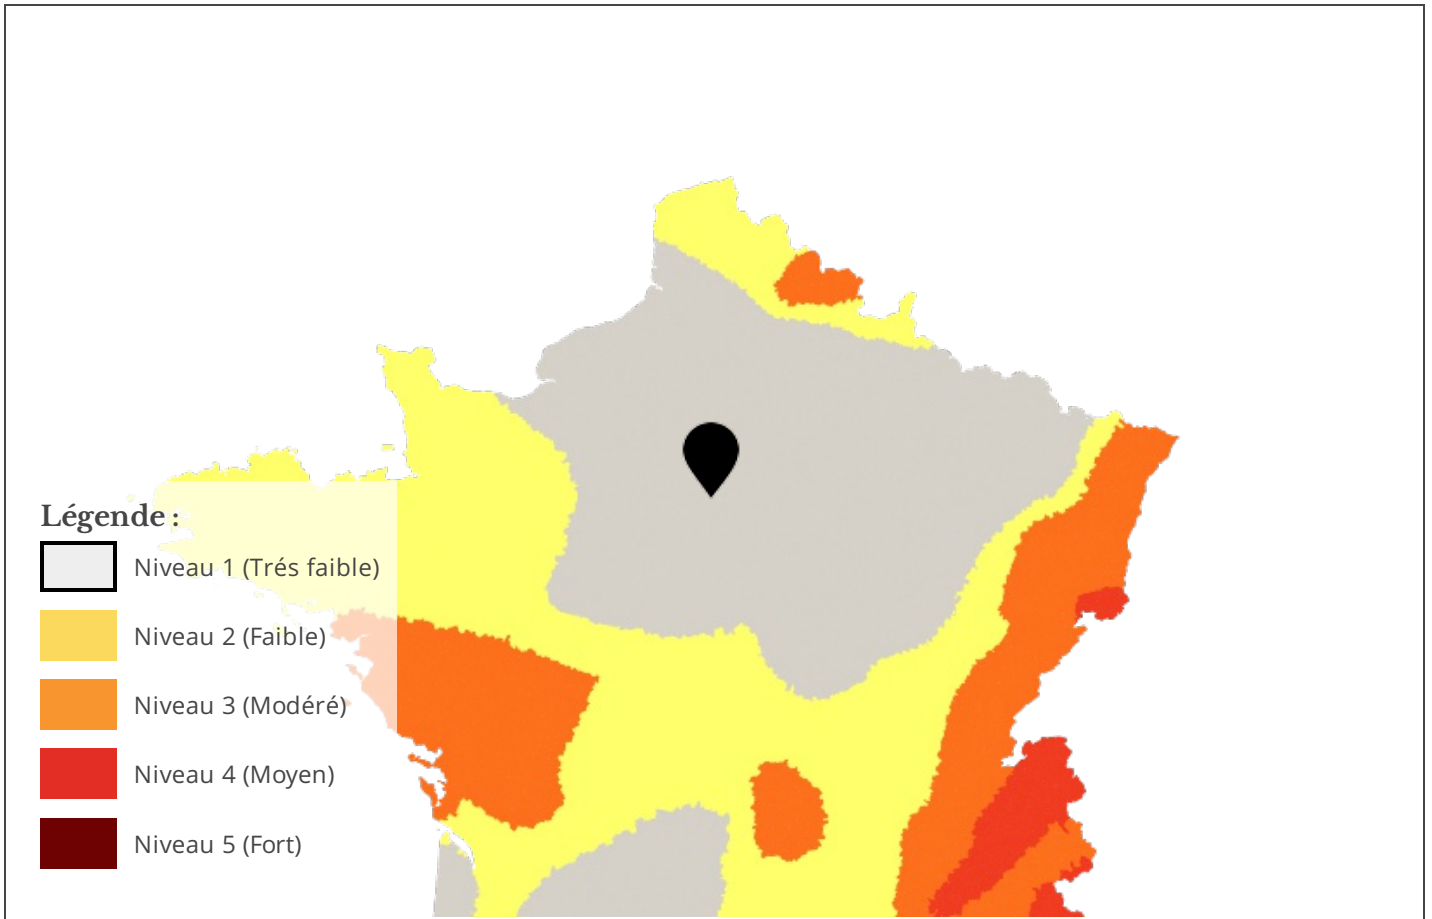 Légende :
Niveau 1 (Trés faible)
Niveau 2 (Faible)
Niveau 3 (Modéré)
Niveau 4 (Moyen)
Niveau 5 (Fort)